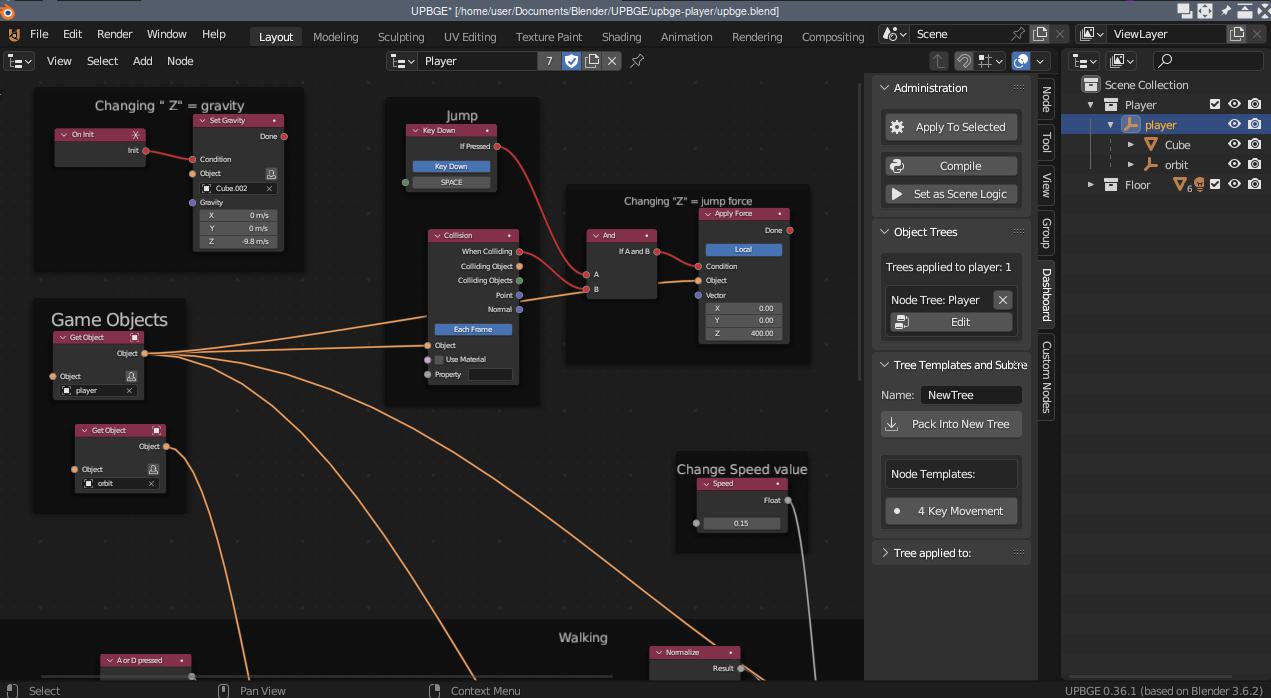 UPBGE* [/home/user/Documents/Blender/UPBGE/upbge-player/upbge.blend]
File Edit Render Window Help Layout Modeling Sculpting UV Editing Texture Paint Shading Animation Rendering Compositing Scene ViewLayer
View Select Add Node Player 7
Changing " Z" = gravity
On Init
Init
Set Gravity
Done
Condition
Object
Cube.002
Gravity
X 0 m/s
Y 0 m/s
Z -9.8 m/s
Jump
Key Down
If Pressed
Key Down
SPACE
Collision
When Colliding
Colliding Object
Colliding Objects
Point
Normal
Each Frame
Object
Use Material
Property
Changing "Z" = jump force
And
If A and B
A
B
Apply Force
Done
Local
Condition
Object
Vector
X 0.00
Y 0.00
Z 400.00
Game Objects
Get Object
Object
Object
player
Get Object
Object
Object
orbit
Change Speed value
Speed
Float
0.15
Walking
A or D pressed
Normalize
Result
Administration
Apply To Selected
Compile
Set as Scene Logic
Object Trees
Trees applied to player: 1
Node Tree: Player
Edit
Tree Templates and Subtre
Name: NewTree
Pack Into New Tree
Node Templates:
4 Key Movement
Tree applied to:
Node
Tool
View
Group
Dashboard
Custom Nodes
Scene Collection
Player
player
Cube
orbit
Floor 6
Select Pan View Context Menu UPBGE 0.36.1 (based on Blender 3.6.2)